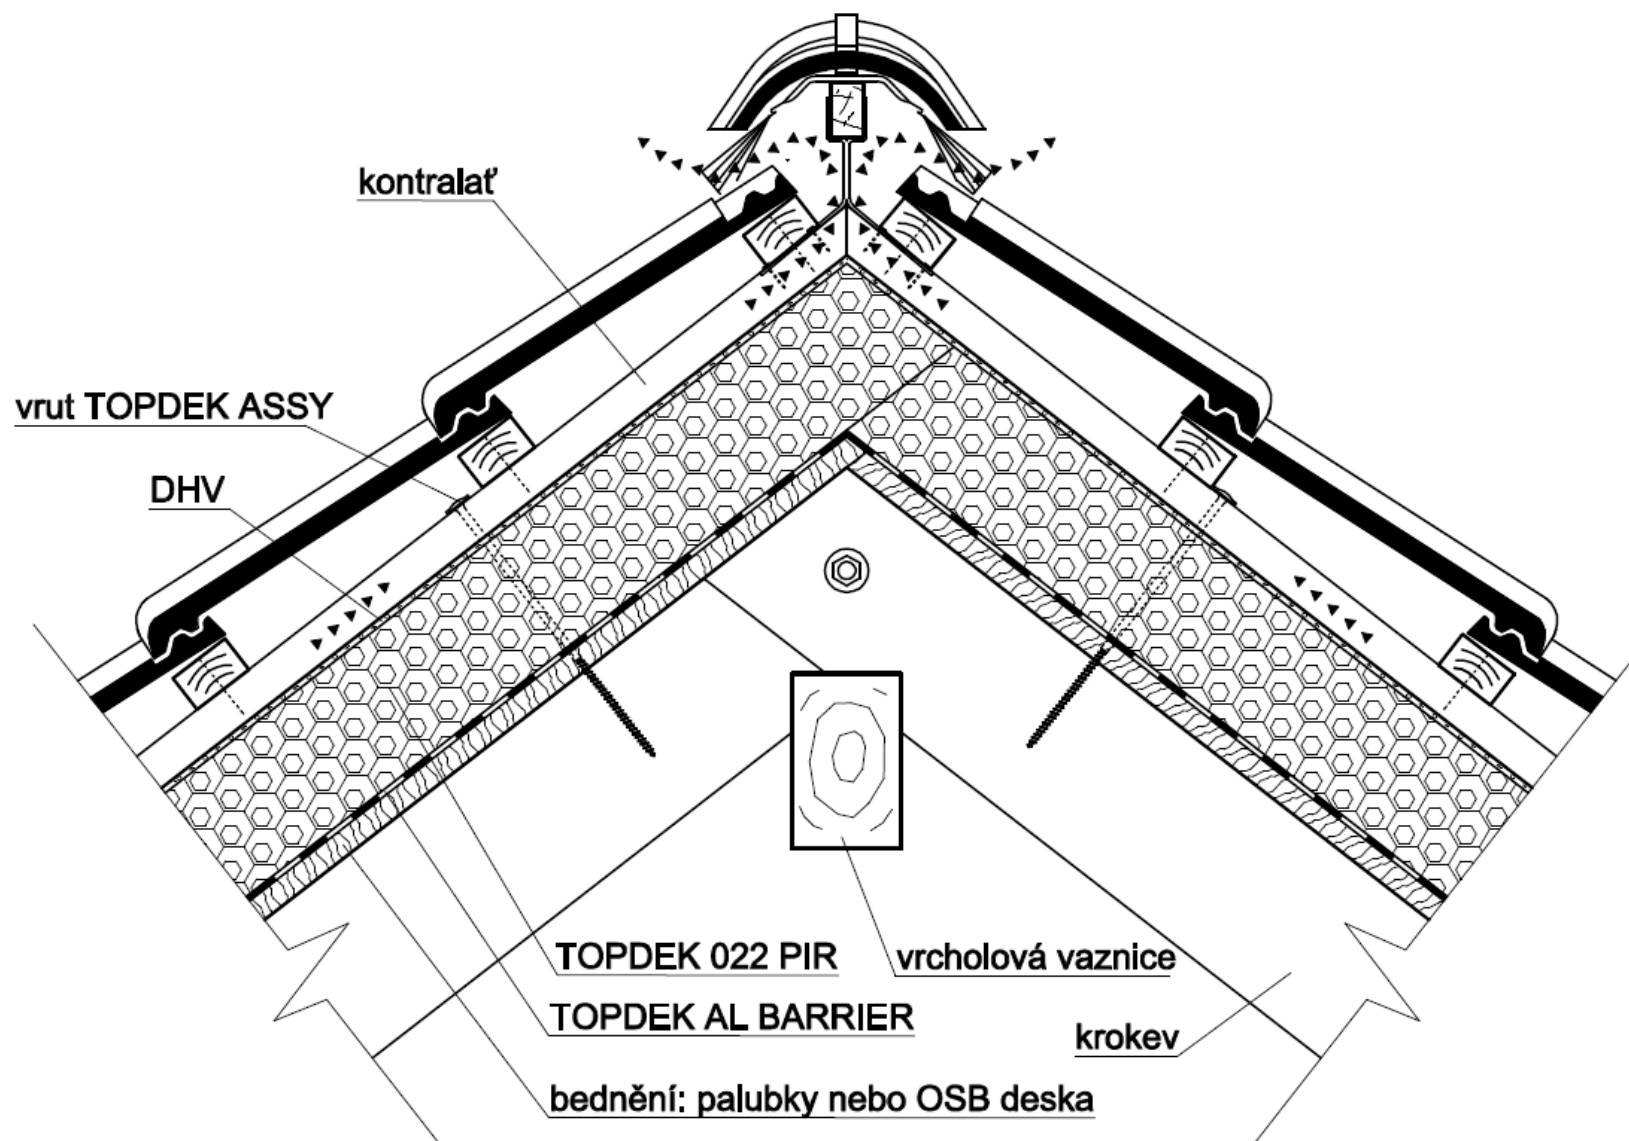 kontralať
vrut TOPDEK ASSY
DHV
TOPDEK 022 PIR
vrcholová vaznice
TOPDEK AL BARRIER
krokev
bednění: palubky nebo OSB deska